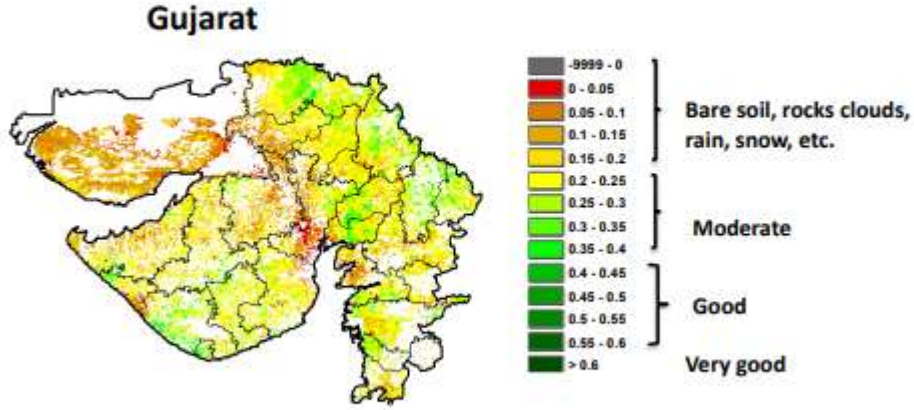 Gujarat
-9999 - 0
0 - 0.05
0.05 - 0.1
0.1 - 0.15
0.15 - 0.2
0.2 - 0.25
0.25 - 0.3
0.3 - 0.35
0.35 - 0.4
0.4 - 0.45
0.45 - 0.5
0.5 - 0.55
0.55 - 0.6
> 0.6
Bare soil, rocks clouds,
rain, snow, etc.
Moderate
Good
Very good